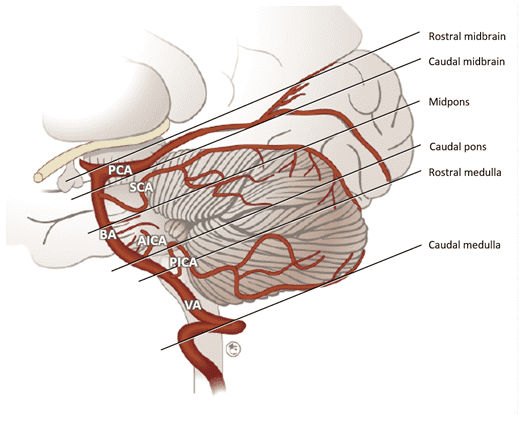 Rostral midbrain
Caudal midbrain
Midpons
Caudal pons
Rostral medulla
Caudal medulla
PCA
SCA
BA
AICA
PICA
VA